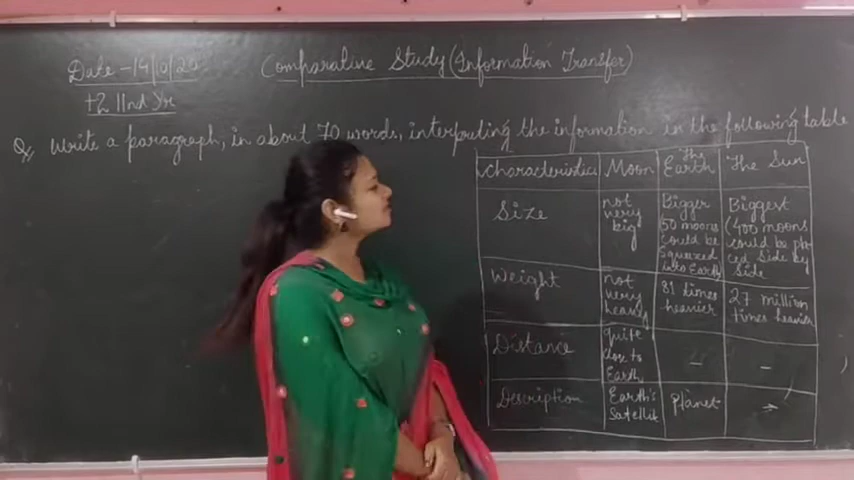 Date - 14/10/20
Comparative Study (Information Transfer)
+2 IInd Yr
Q. Write a paragraph, in about 70 words, interpreting the information in the following table
Characteristics Moon The Earth The Sun
Size not very big Bigger 50 moons could be squeezed into Earth Biggest (400 moons could be placed side by side
Weight not very heavy 81 times heavier 27 million times heavier
Distance quite close to Earth - -
Description Earth's Satellite Planet -